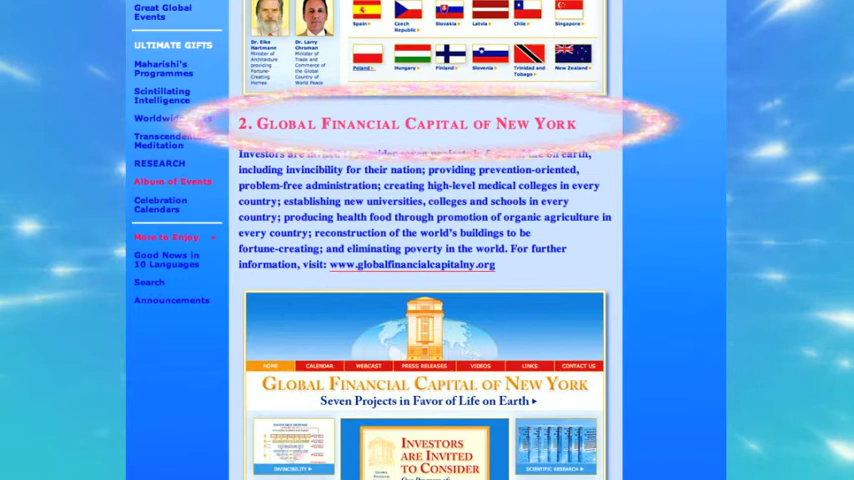 Great Global
Events
ULTIMATE GIFTS
Maharishi's
Programmes
Scintillating
Intelligence
Worldwide
Transcendental
Meditation
RESEARCH
Album of Events
Celebration
Calendars
More to Enjoy
Good News in
10 Languages
Search
Announcements
Dr. Eike
Hartmann
Minister of
Architecture
providing
Fortune-
Creating
Homes
Dr. Larry
Chroman
Minister of
Trade and
Commerce of
the Global
Country of
World Peace
Spain
Czech
Republic
Slovakia
Latvia
Chile
Singapore
Poland
Hungary
Finland
Slovenia
Trinidad and
Tobago
New Zealand
2. GLOBAL FINANCIAL CAPITAL OF NEW YORK
Investors are on earth,
including invincibility for their nation; providing prevention-oriented,
problem-free administration; creating high-level medical colleges in every
country; establishing new universities, colleges and schools in every
country; producing health food through promotion of organic agriculture in
every country; reconstruction of the world's buildings to be
fortune-creating; and eliminating poverty in the world. For further
information, visit: www.globalfinancialcapitalny.org
HOME CALENDAR WEBCAST PRESS RELEASES VIDEOS LINKS CONTACT US
GLOBAL FINANCIAL CAPITAL OF NEW YORK
Seven Projects in Favor of Life on Earth
INVINCIBILITY
INVESTORS
ARE INVITED
TO CONSIDER
SCIENTIFIC RESEARCH